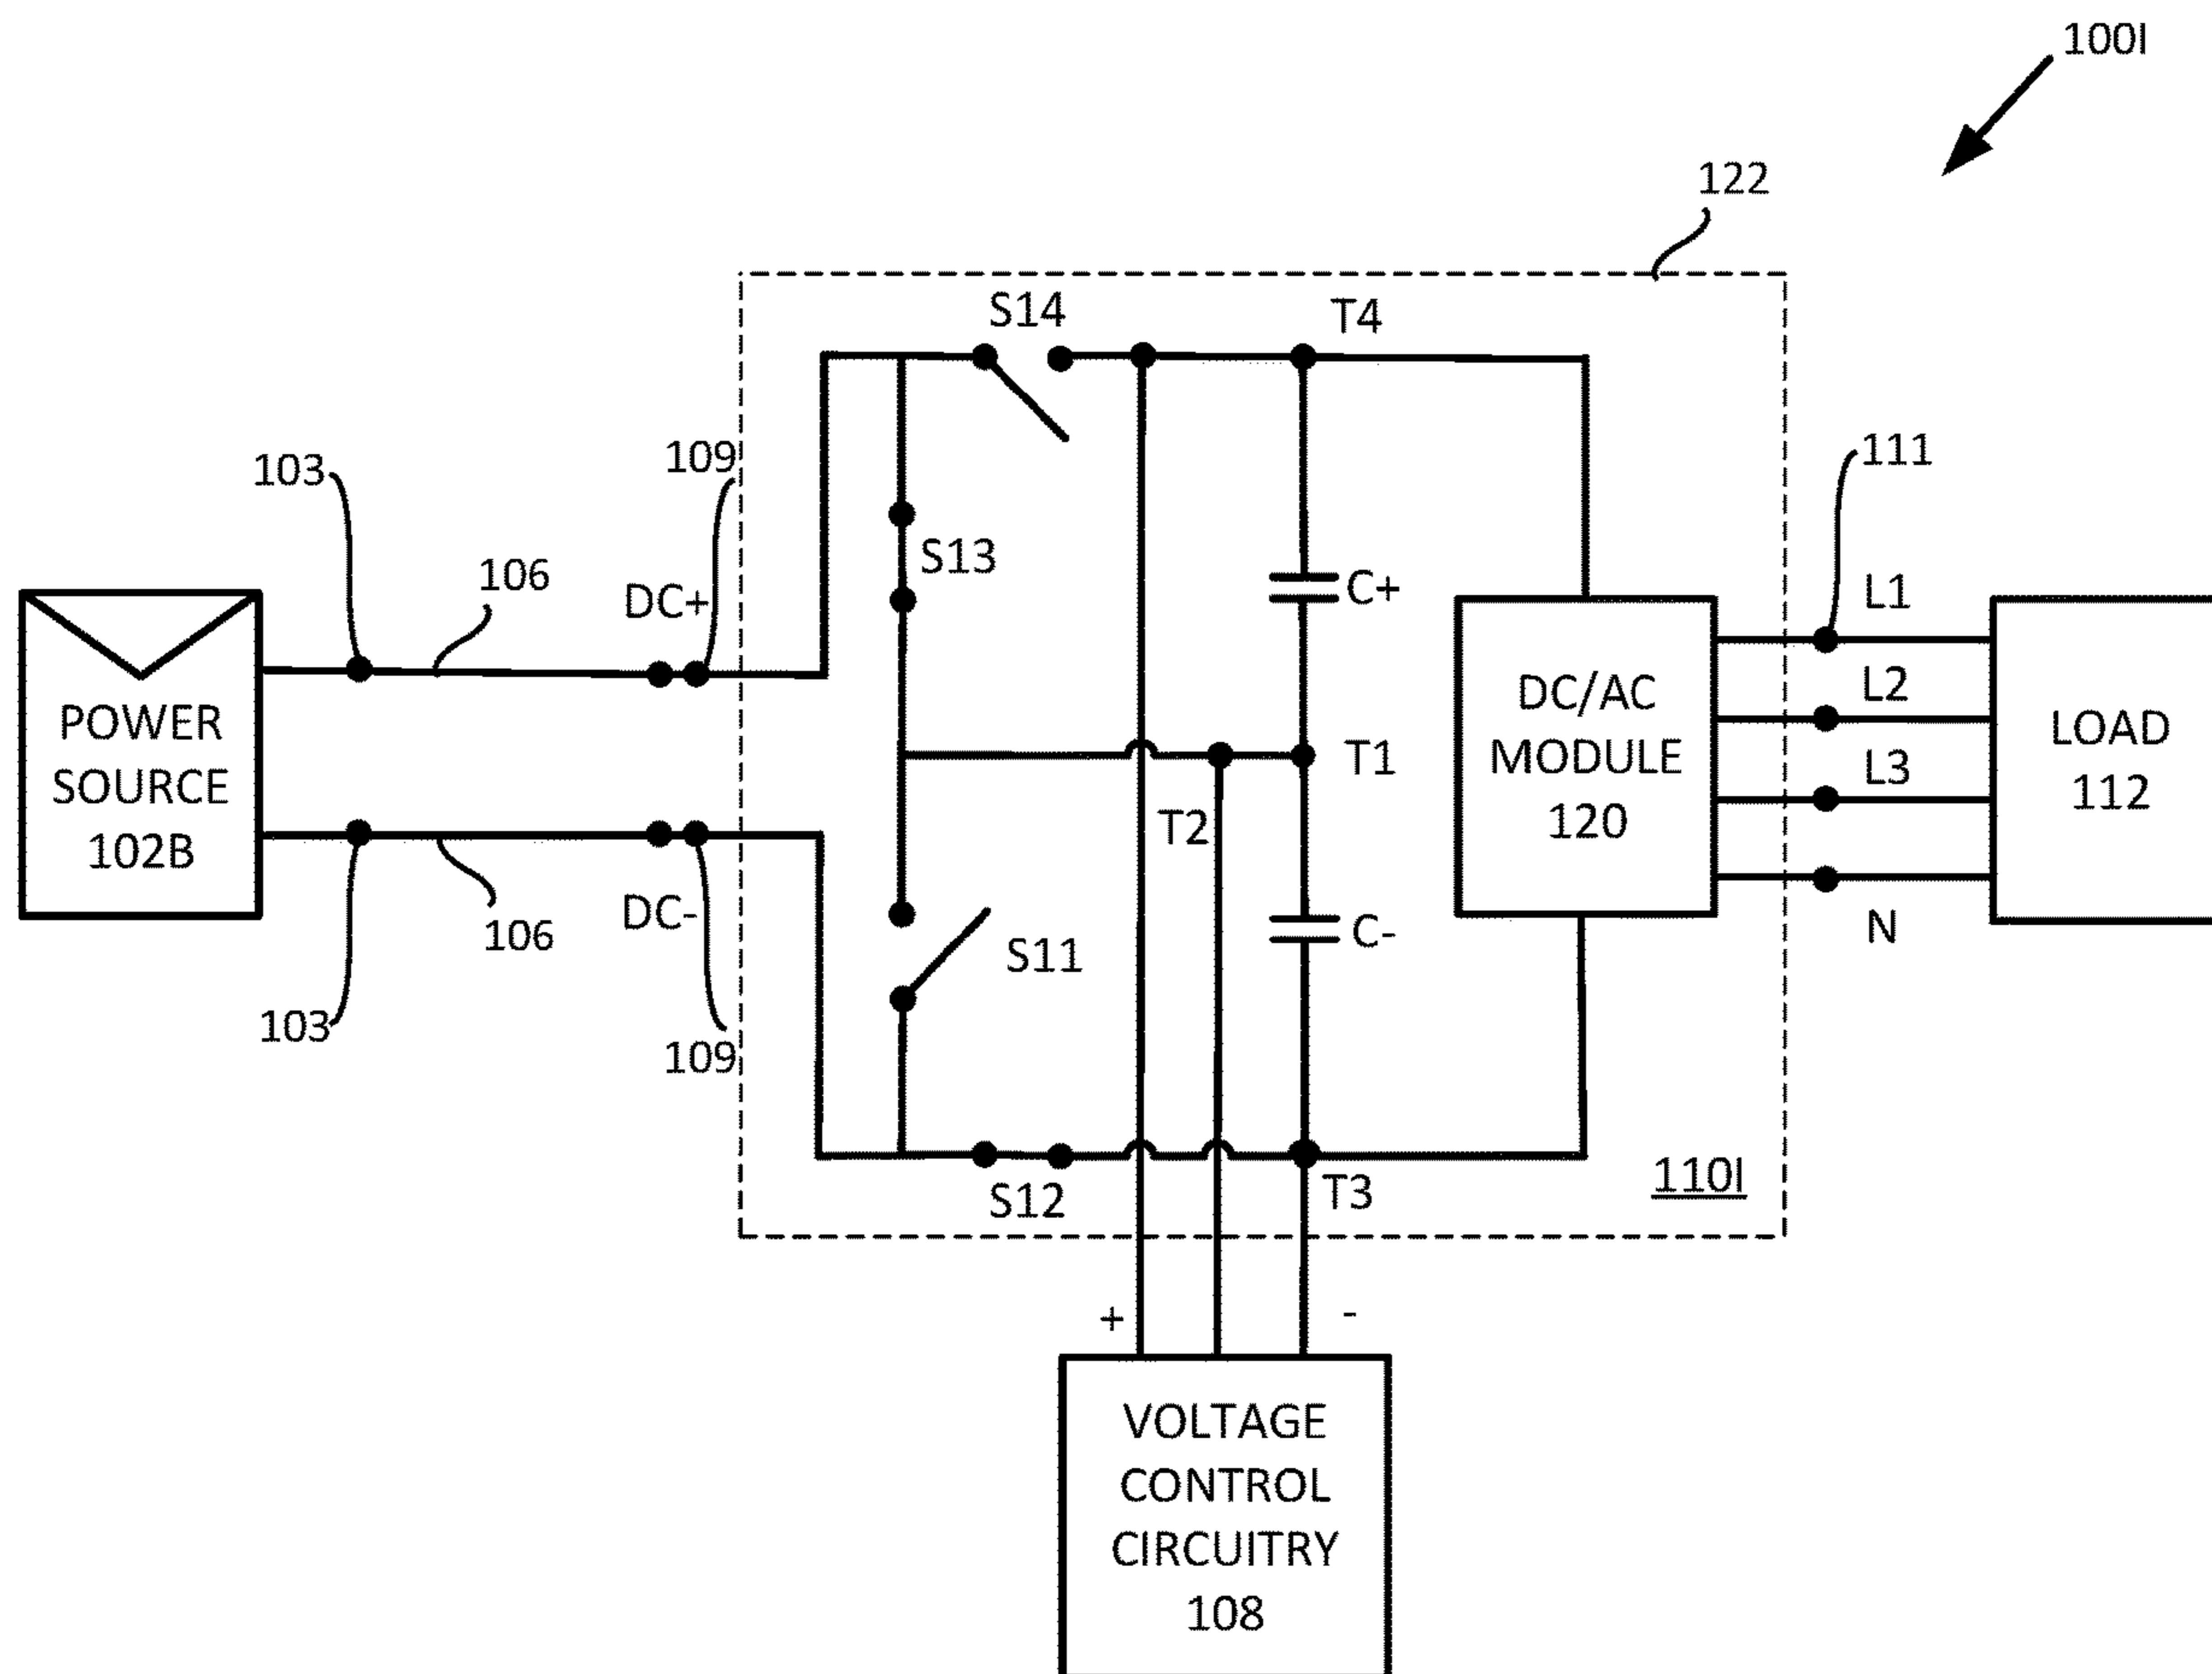 100I
122
S14
T4
109
111
103
S13
106
C+
L1
DC+
POWER
SOURCE
102B
DC/AC
MODULE
120
L2
L3
N
LOAD
112
T1
T2
DC-
106
S11
C-
103
109
S12
T3
110I
+
-
VOLTAGE
CONTROL
CIRCUITRY
108